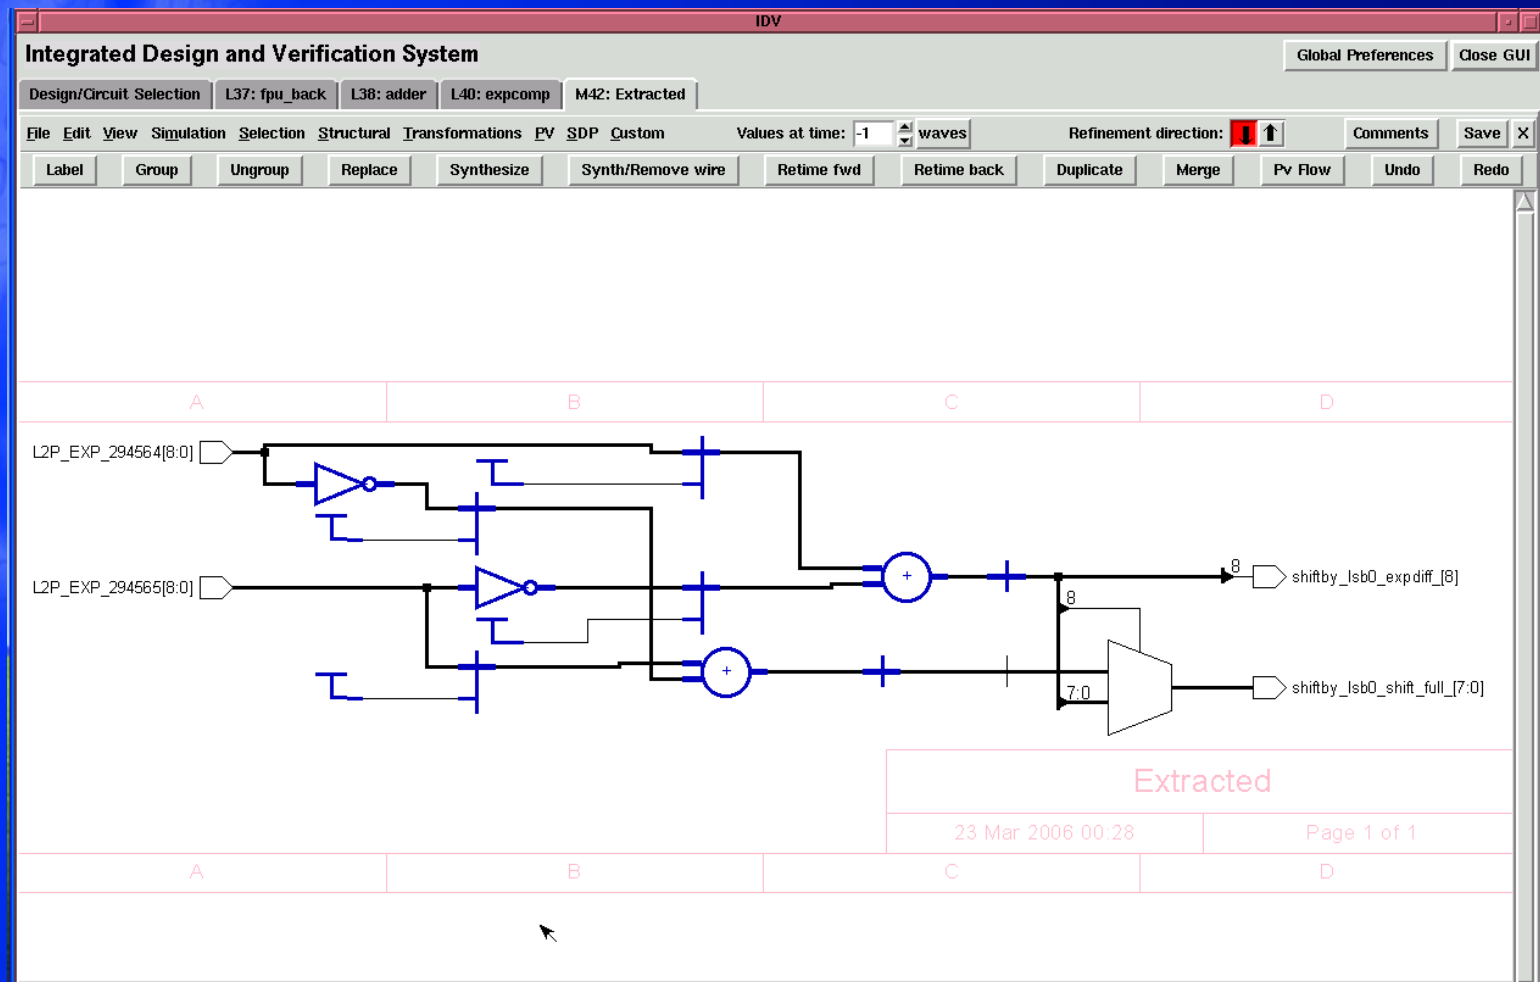 IDV
Integrated Design and Verification System
Global Preferences
Close GUI
Design/Circuit Selection
L37: fpu_back
L38: adder
L40: expcomp
M42: Extracted
File Edit View Simulation Selection Structural Transformations PV SDP Custom
Values at time: -1 waves
Refinement direction:
Comments
Save X
Label
Group
Ungroup
Replace
Synthesize
Synth/Remove wire
Retime fwd
Retime back
Duplicate
Merge
Pv Flow
Undo
Redo
A B C D
L2P_EXP_294564[8:0]
L2P_EXP_294565[8:0]
+
8
shiftby_lsb0_expdiff_[8]
8
+
7:0
shiftby_lsb0_shift_full_[7:0]
Extracted
23 Mar 2006 00:28
Page 1 of 1
A B C D